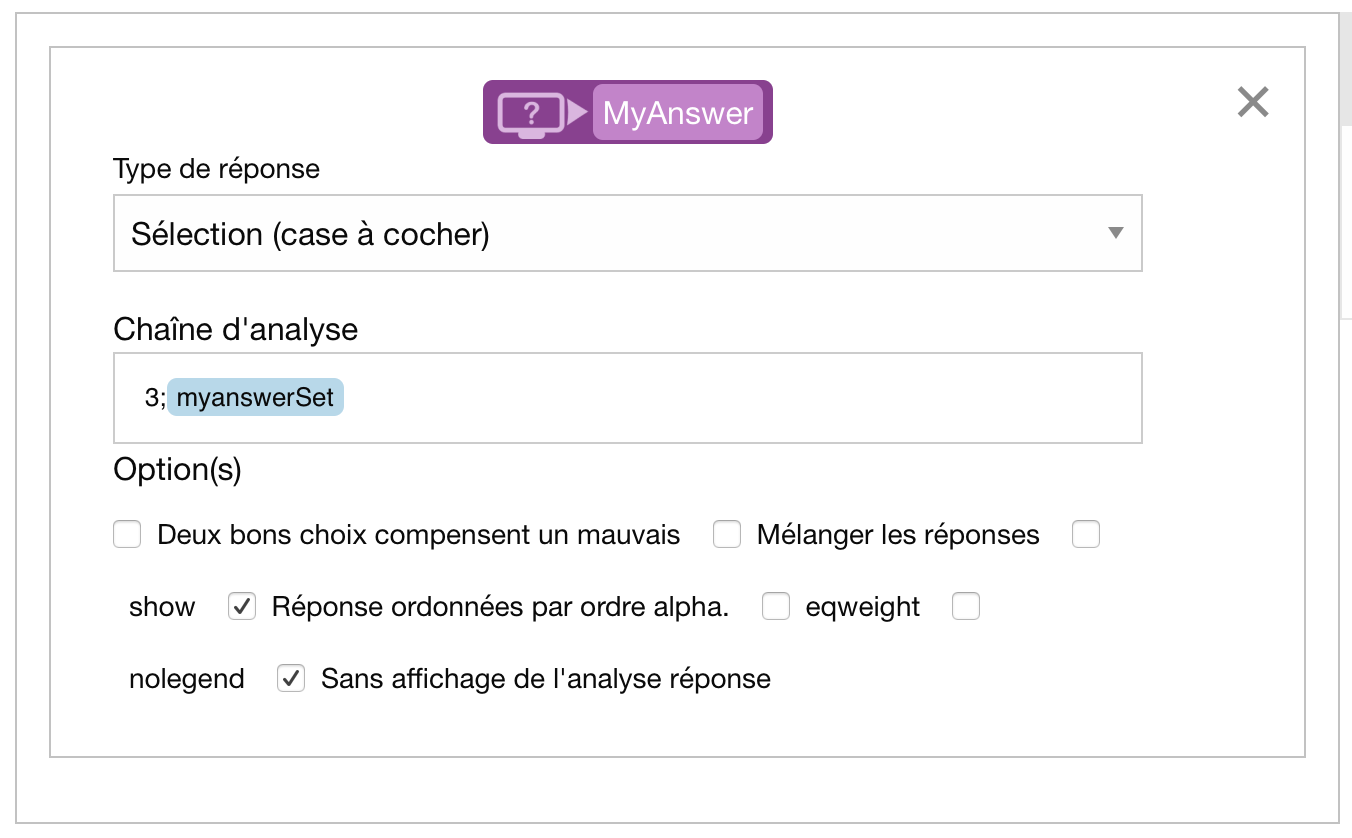 ? MyAnswer
Type de réponse
Sélection (case à cocher)
Chaîne d'analyse
3; myanswerSet
Option(s)
Deux bons choix compensent un mauvais Mélanger les réponses
show Réponse ordonnées par ordre alpha. eqweight
nolegend Sans affichage de l'analyse réponse